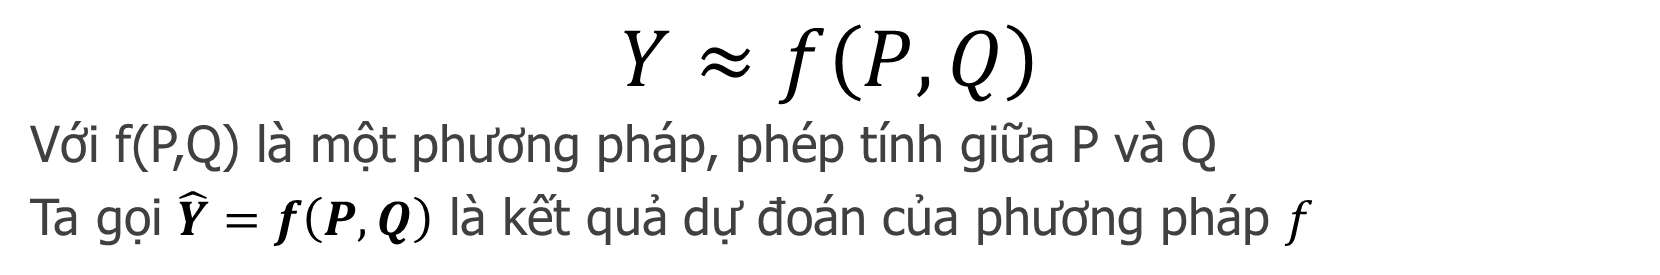 Y ≈ f(P,Q)
Với f(P,Q) là một phương pháp, phép tính giữa P và Q
Ta gọi Ŷ = f(P,Q) là kết quả dự đoán của phương pháp f